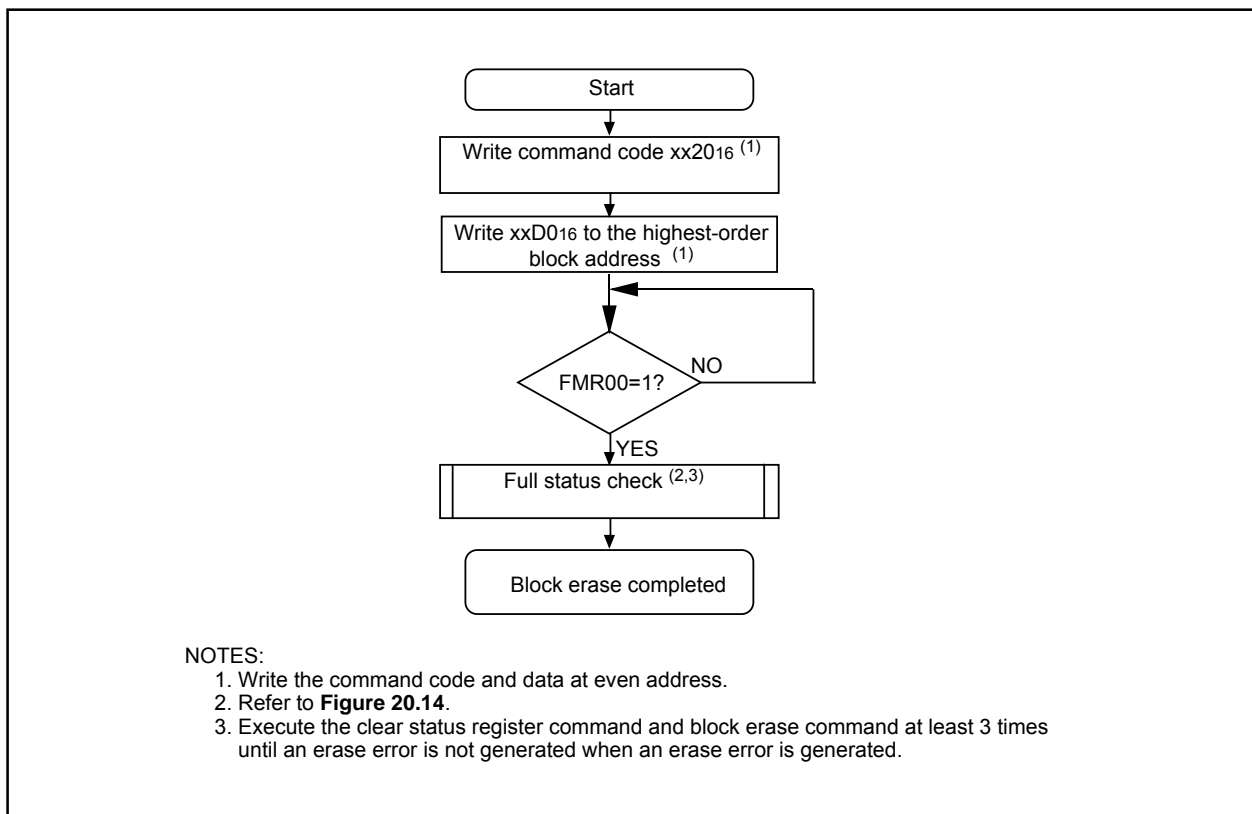 Start
Write command code xx2016 (1)
Write xxD016 to the highest-order
block address (1)
FMR00=1?
NO
YES
Full status check (2,3)
Block erase completed
NOTES:
1. Write the command code and data at even address.
2. Refer to Figure 20.14.
3. Execute the clear status register command and block erase command at least 3 times
until an erase error is not generated when an erase error is generated.